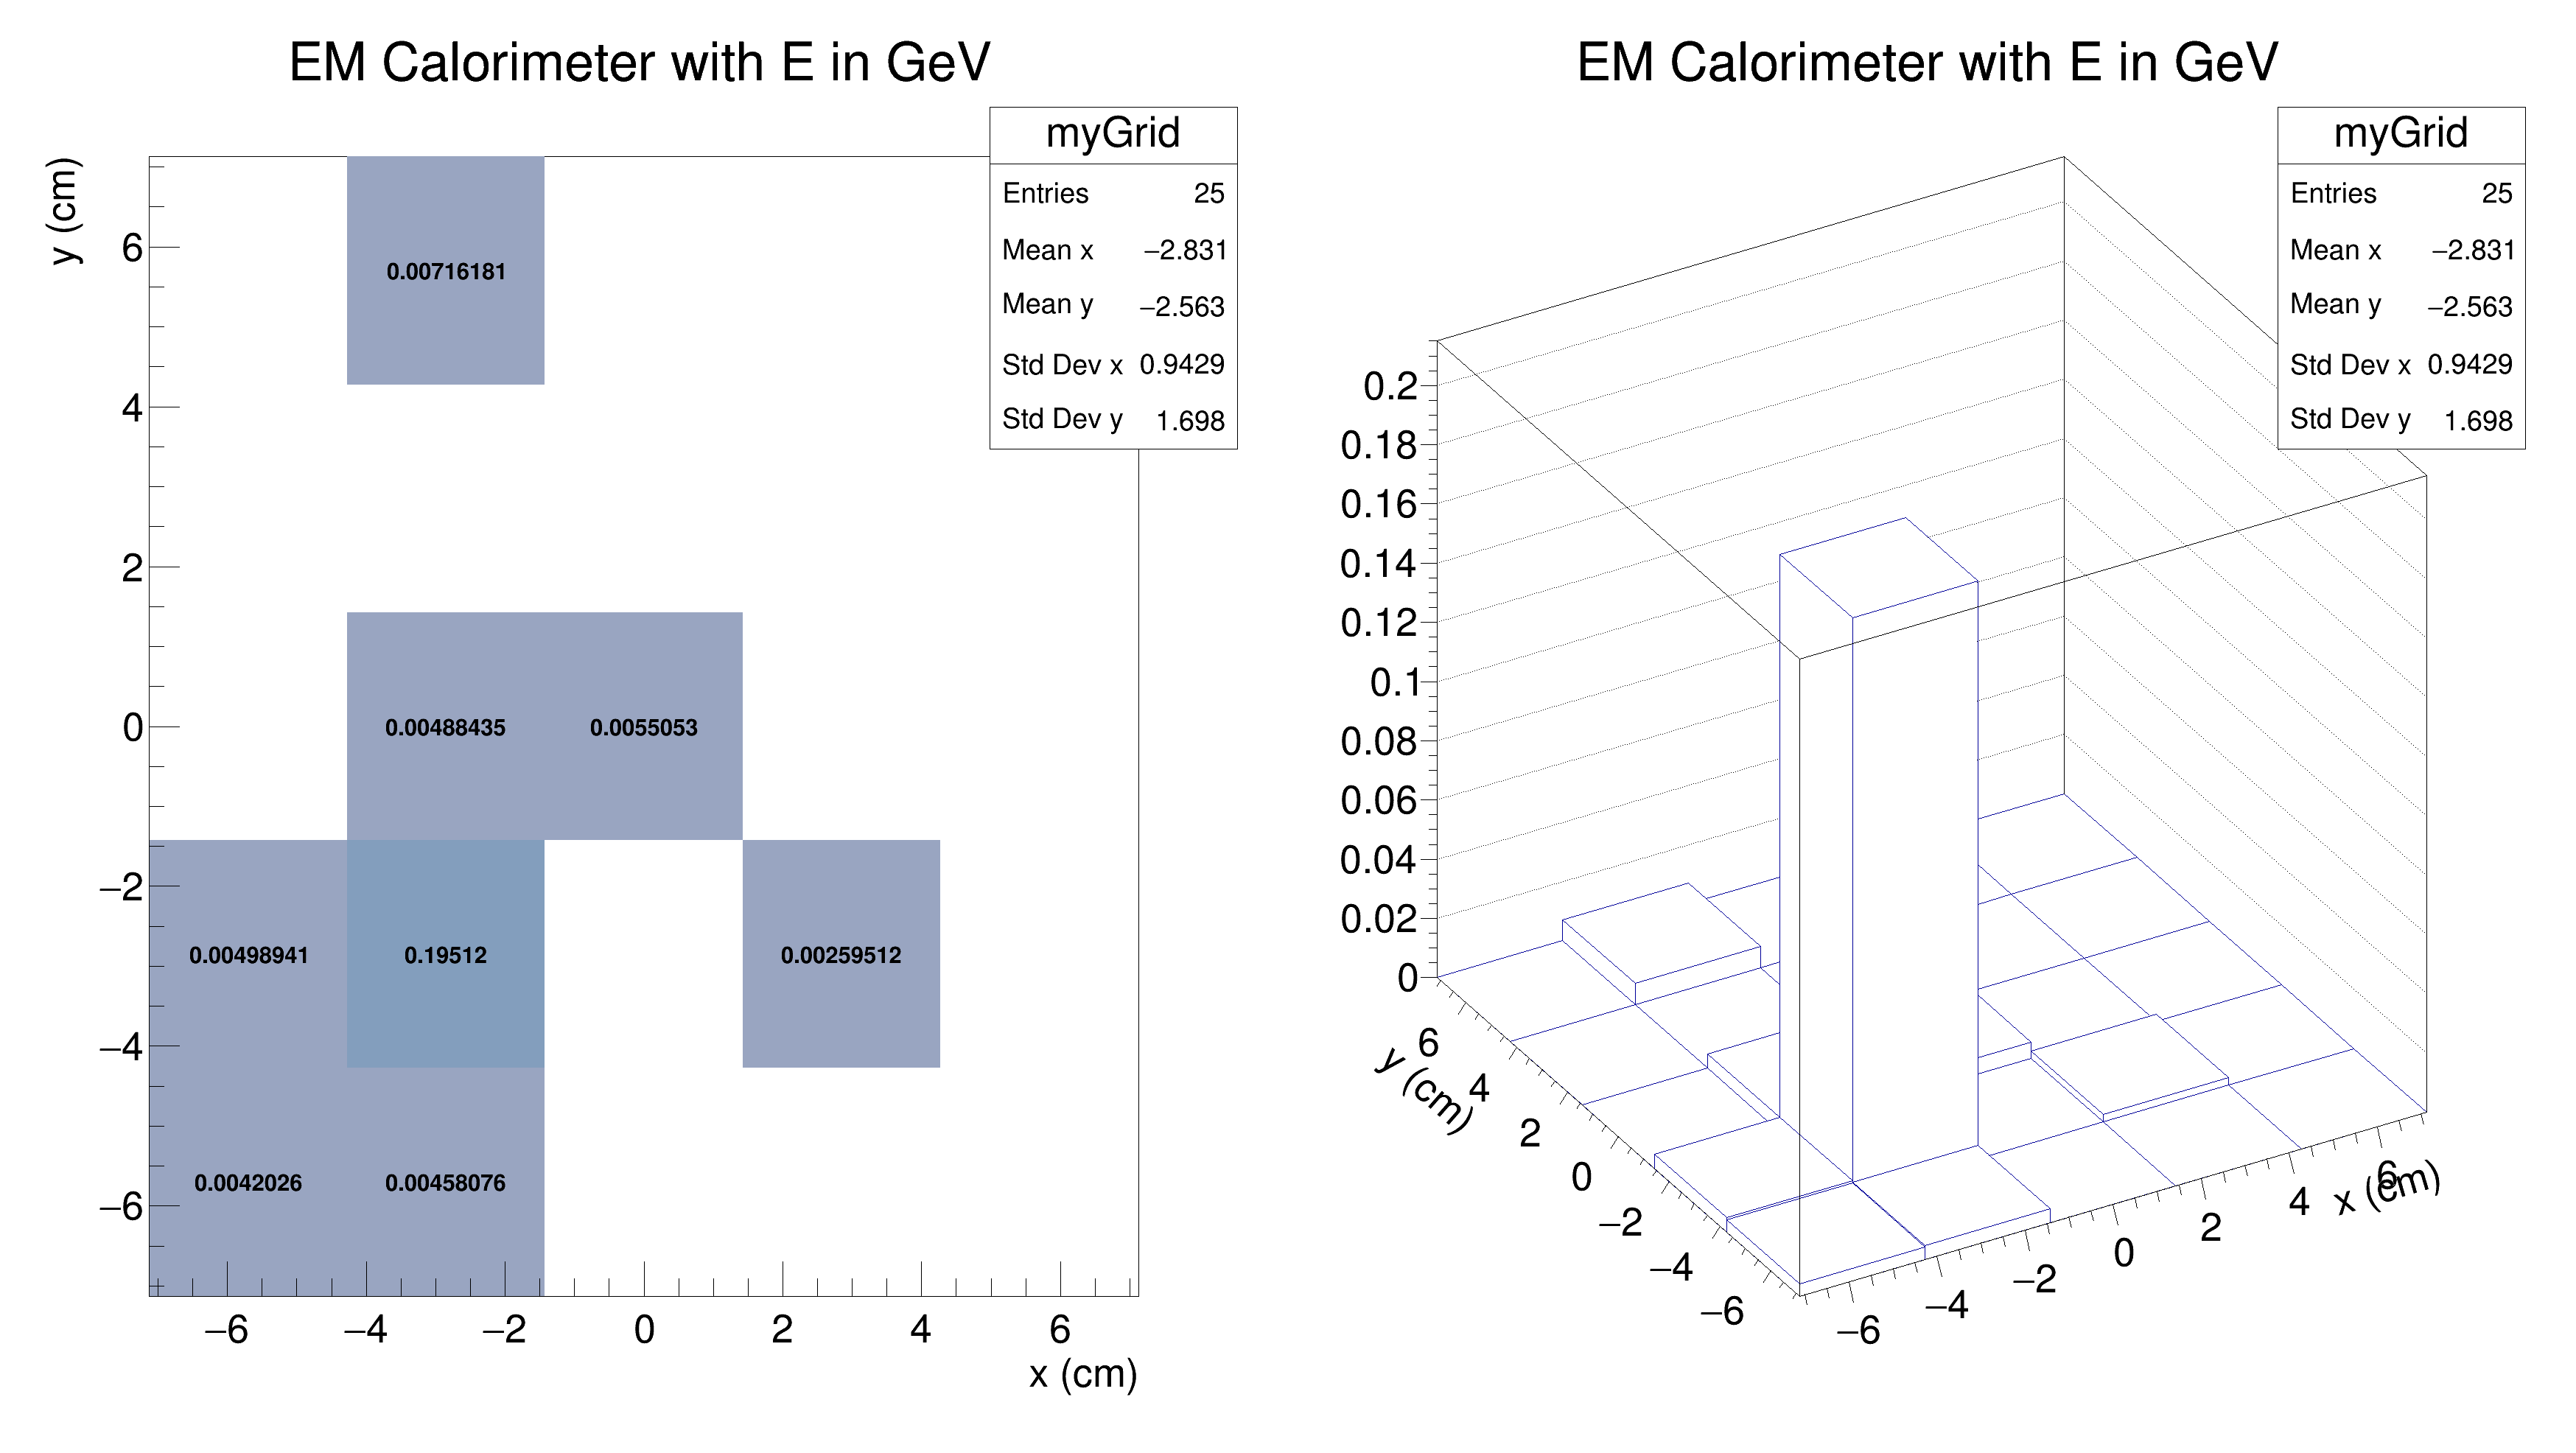 EM Calorimeter with E in GeV
myGrid
Entries 25
Mean x −2.831
Mean y −2.563
Std Dev x 0.9429
Std Dev y 1.698
y (cm)
6
4
2
0
−2
−4
−6
0.00716181
0.00488435 0.0055053
0.00498941 0.19512 0.00259512
0.0042026 0.00458076
−6 −4 −2 0 2 4 6
x (cm)
EM Calorimeter with E in GeV
myGrid
Entries 25
Mean x −2.831
Mean y −2.563
Std Dev x 0.9429
Std Dev y 1.698
0.2
0.18
0.16
0.14
0.12
0.1
0.08
0.06
0.04
0.02
0
6
4
2
0
−2
−4
−6
y (cm)
−6 −4 −2 0 2 4 6
x (cm)